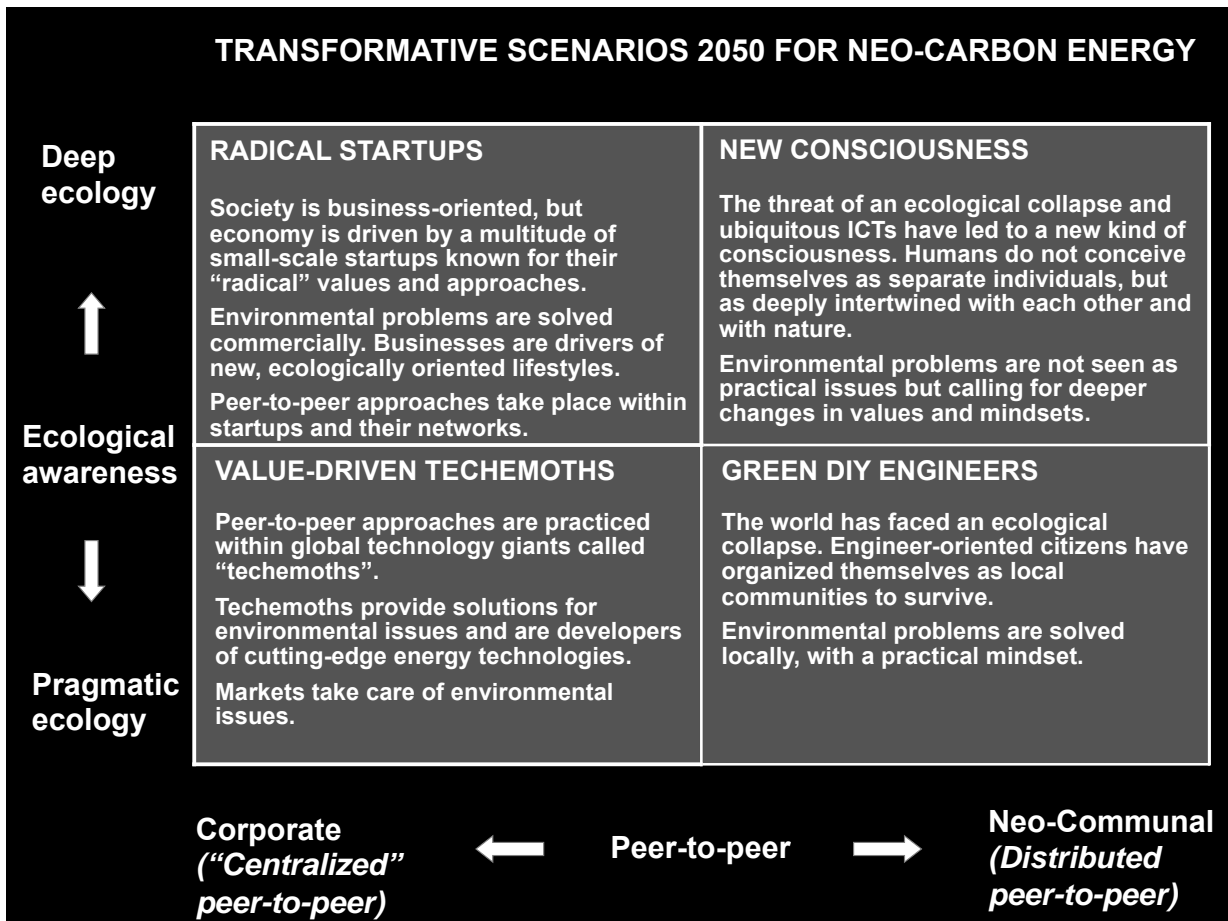 TRANSFORMATIVE SCENARIOS 2050 FOR NEO-CARBON ENERGY
Deep
ecology
Ecological
awareness
Pragmatic
ecology
RADICAL STARTUPS
Society is business-oriented, but
economy is driven by a multitude of
small-scale startups known for their
“radical” values and approaches.
Environmental problems are solved
commercially. Businesses are drivers of
new, ecologically oriented lifestyles.
Peer-to-peer approaches take place within
startups and their networks.
NEW CONSCIOUSNESS
The threat of an ecological collapse and
ubiquitous ICTs have led to a new kind of
consciousness. Humans do not conceive
themselves as separate individuals, but
as deeply intertwined with each other and
with nature.
Environmental problems are not seen as
practical issues but calling for deeper
changes in values and mindsets.
VALUE-DRIVEN TECHEMOTHS
Peer-to-peer approaches are practiced
within global technology giants called
“techemoths”.
Techemoths provide solutions for
environmental issues and are developers
of cutting-edge energy technologies.
Markets take care of environmental
issues.
GREEN DIY ENGINEERS
The world has faced an ecological
collapse. Engineer-oriented citizens have
organized themselves as local
communities to survive.
Environmental problems are solved
locally, with a practical mindset.
Corporate
(“Centralized”
peer-to-peer)
Peer-to-peer
Neo-Communal
(Distributed
peer-to-peer)